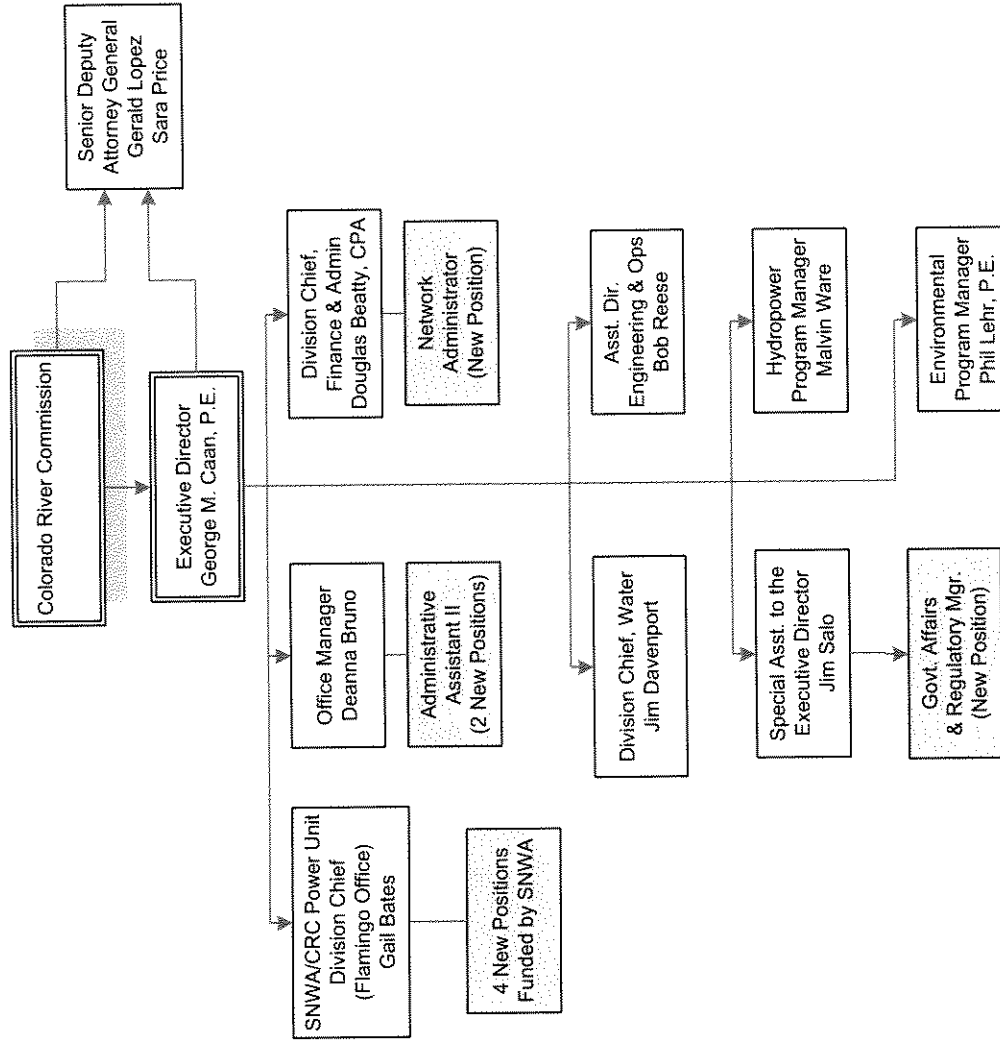 Colorado River Commission
Senior Deputy
Attorney General
Gerald Lopez
Sara Price
Executive Director
George M. Caan, P.E.
SNWA/CRC Power Unit
Division Chief
(Flamingo Office)
Gail Bates
Office Manager
Deanna Bruno
Division Chief,
Finance & Admin
Douglas Beatty, CPA
4 New Positions
Funded by SNWA
Administrative
Assistant II
(2 New Positions)
Network
Administrator
(New Position)
Division Chief, Water
Jim Davenport
Asst. Dir.
Engineering & Ops
Bob Reese
Special Asst. to the
Executive Director
Jim Salo
Hydropower
Program Manager
Malvin Ware
Govt. Affairs
& Regulatory Mgr.
(New Position)
Environmental
Program Manager
Phil Lehr, P.E.